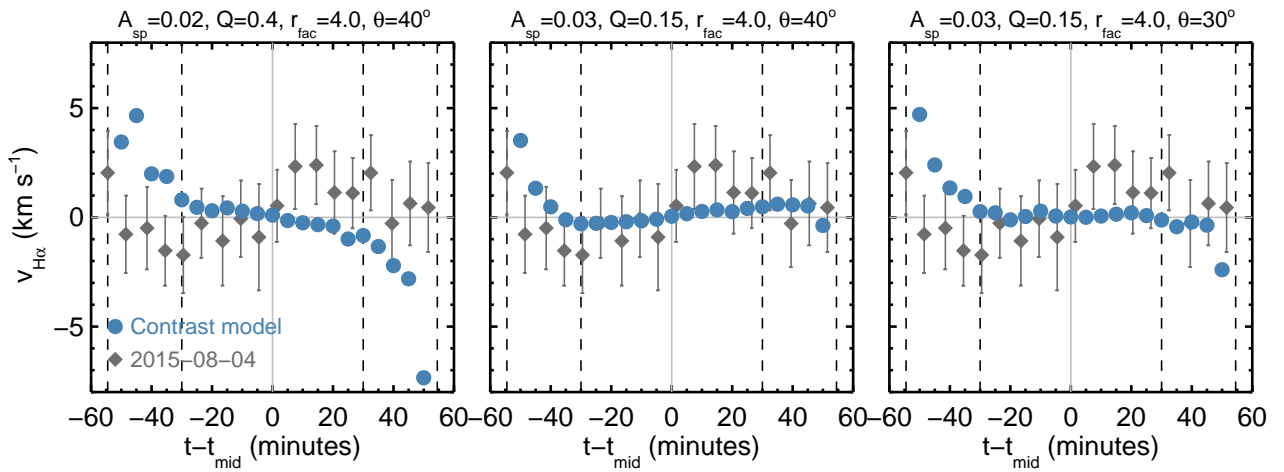 A_sp=0.02, Q=0.4, r_fac=4.0, θ=40°
A_sp=0.03, Q=0.15, r_fac=4.0, θ=40°
A_sp=0.03, Q=0.15, r_fac=4.0, θ=30°
5
0
−5
v_Hα (km s⁻¹)
Contrast model
2015−08−04
−60 −40 −20 0 20 40 60
−60 −40 −20 0 20 40 60
−60 −40 −20 0 20 40 60
t−t_mid (minutes)
t−t_mid (minutes)
t−t_mid (minutes)